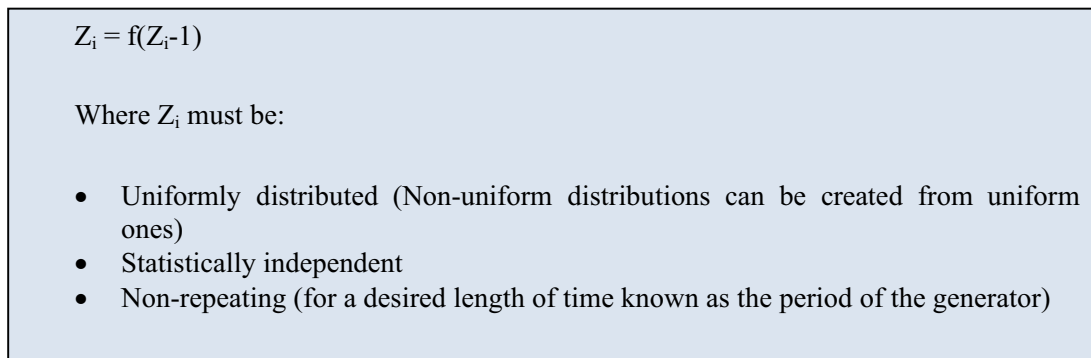 Zᵢ = f(Zᵢ-1)
Where Zᵢ must be:
• Uniformly distributed (Non-uniform distributions can be created from uniform
ones)
• Statistically independent
• Non-repeating (for a desired length of time known as the period of the generator)